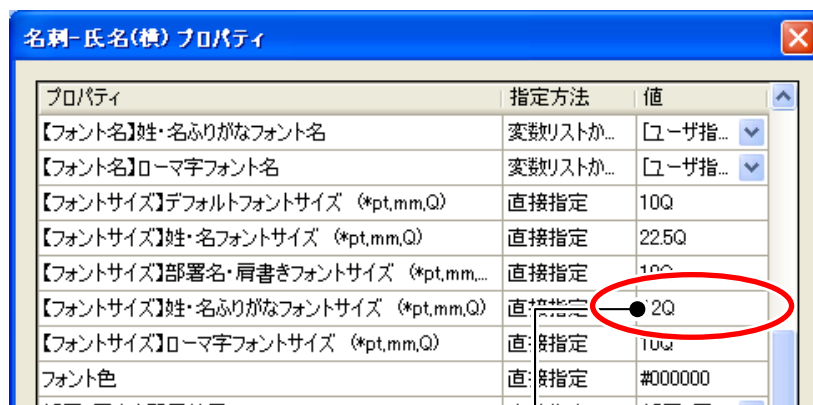 名刺-氏名(横) プロパティ
プロパティ 指定方法 値
【フォント名】姓・名ふりがなフォント名 変数リストか... [ユーザ指...
【フォント名】ローマ字フォント名 変数リストか... [ユーザ指...
【フォントサイズ】デフォルトフォントサイズ (*pt,mm,Q) 直接指定 10Q
【フォントサイズ】姓・名フォントサイズ (*pt,mm,Q) 直接指定 22.5Q
【フォントサイズ】部署名・肩書きフォントサイズ (*pt,mm,... 直接指定 10Q
【フォントサイズ】姓・名ふりがなフォントサイズ (*pt,mm,Q) 直接指定 2Q
【フォントサイズ】ローマ字フォントサイズ (*pt,mm,Q) 直接指定 10Q
フォント色 直接指定 #000000